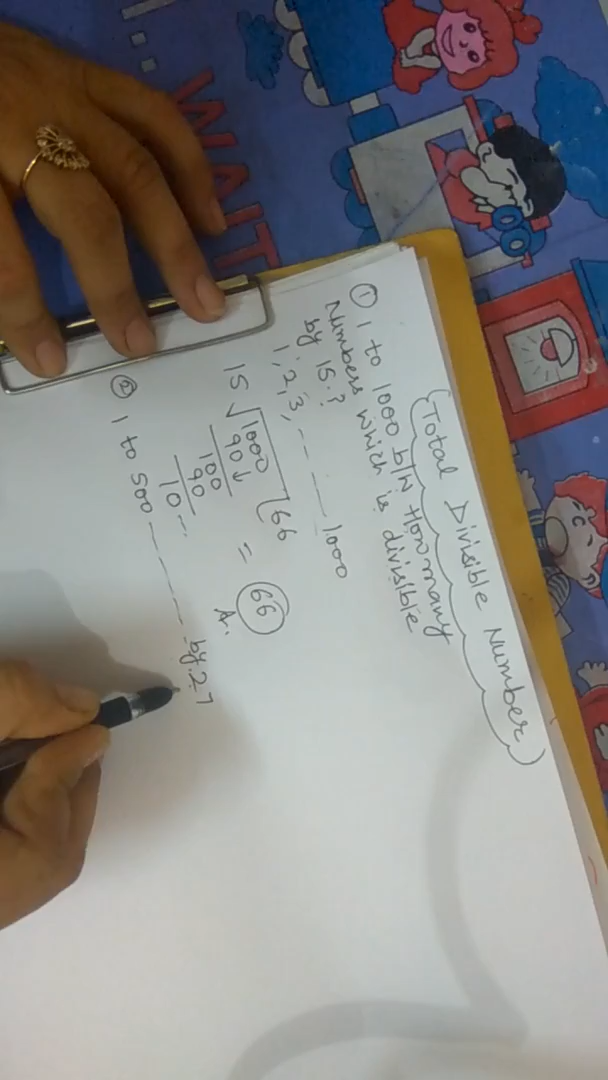 WAIT
(Total Divisible Number)
① 1 to 1000 b/w How many
Numbers which is divisible
by 15.?
1, 2, 3, ----- 1000
15 √1000 66
90↓
100
90
10 --
= 66
A.
② 1 to 500 ------ by 27